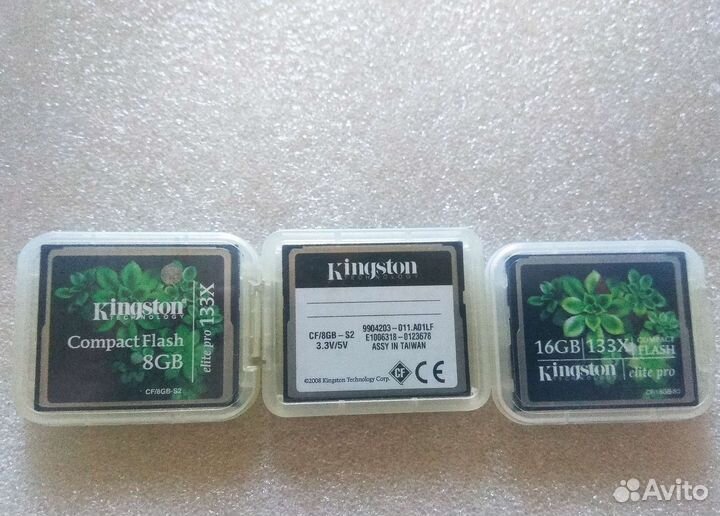 Kingston
TECHNOLOGY
CompactFlash
8GB
elite pro 133X
CF/8GB-S2
Kingston
TECHNOLOGY
CF/8GB-S2
3.3V/5V
9904203-011.A01LF
E1006318-0123678
ASSY IN TAIWAN
©2008 Kingston Technology Corp.
CF
CE
16GB 133X COMPACT FLASH
Kingston elite pro
TECHNOLOGY
Avito